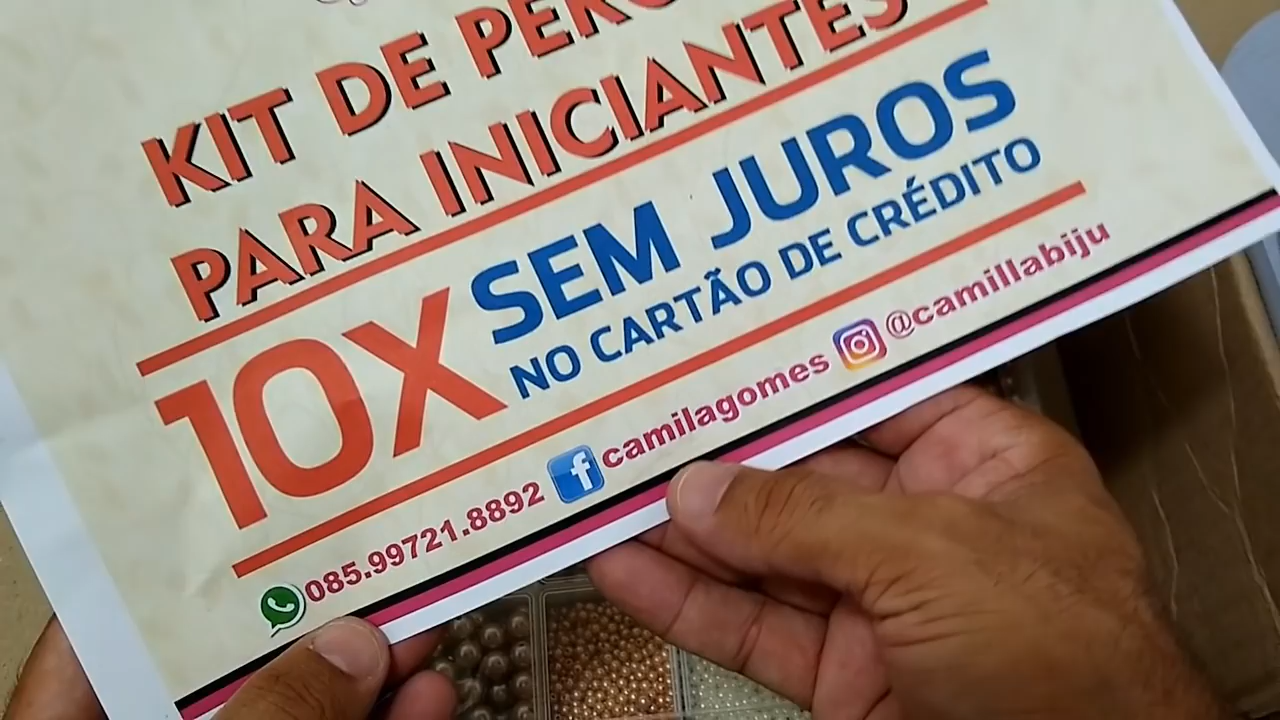 KIT DE
PARA INICIANTES
10X SEM JUROS
NO CARTÃO DE CRÉDITO
085.99721.8892 camilagomes @camillabiju